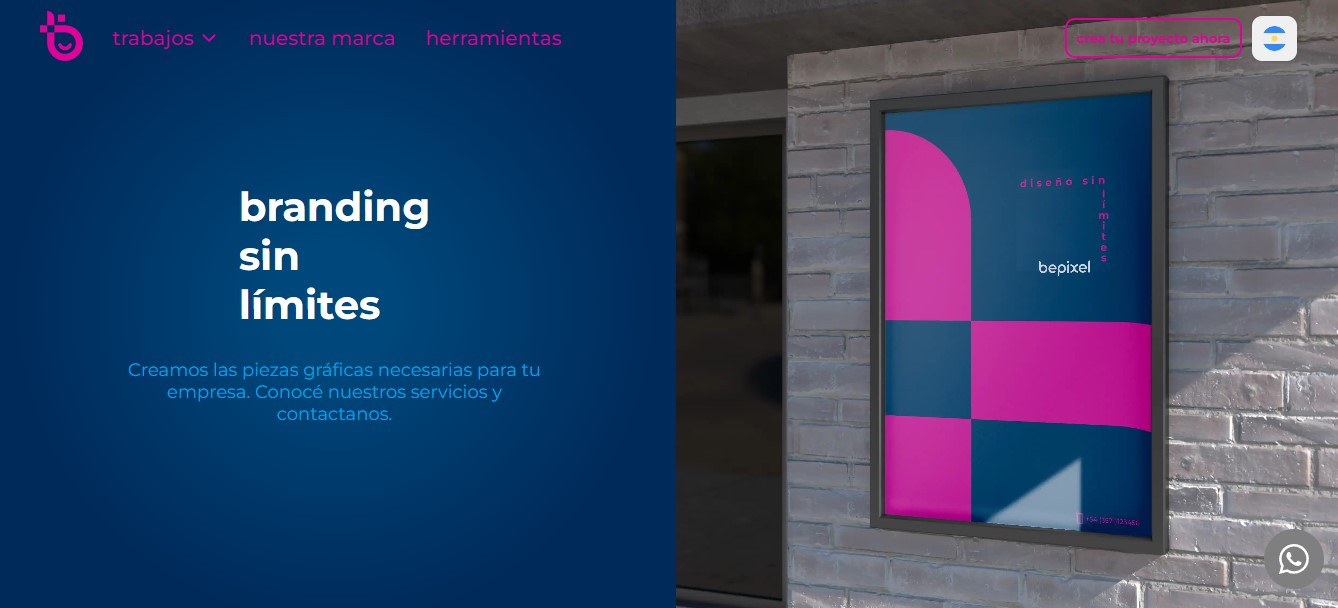 trabajos
nuestra marca
herramientas
crea tu proyecto ahora
branding
sin
límites
Creamos las piezas gráficas necesarias para tu
empresa. Conocé nuestros servicios y
contactanos.
diseño sin
límites
bepixel